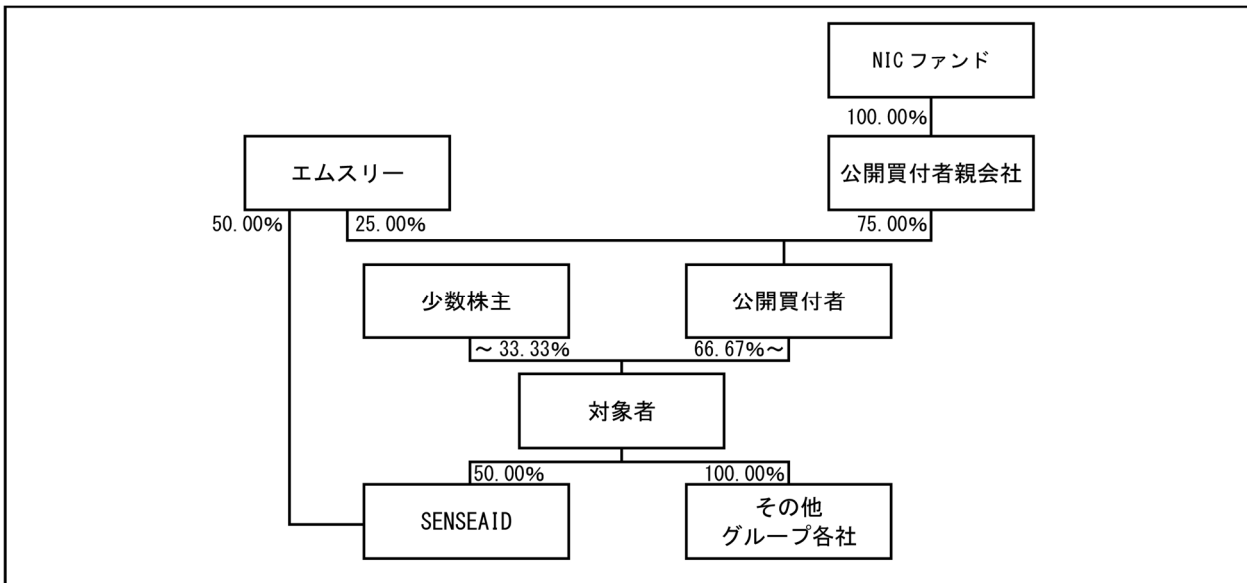 NIC ファンド
100.00%
エムスリー
公開買付者親会社
50.00%
25.00%
75.00%
少数株主
公開買付者
～ 33.33%
66.67%～
対象者
50.00%
100.00%
SENSEAID
その他
グループ各社